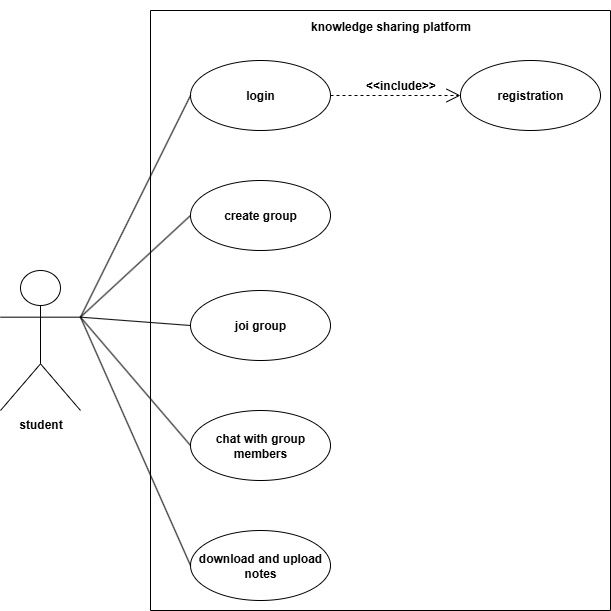 knowledge sharing platform
login
<<include>>
registration
create group
joi group
student
chat with group
members
download and upload
notes